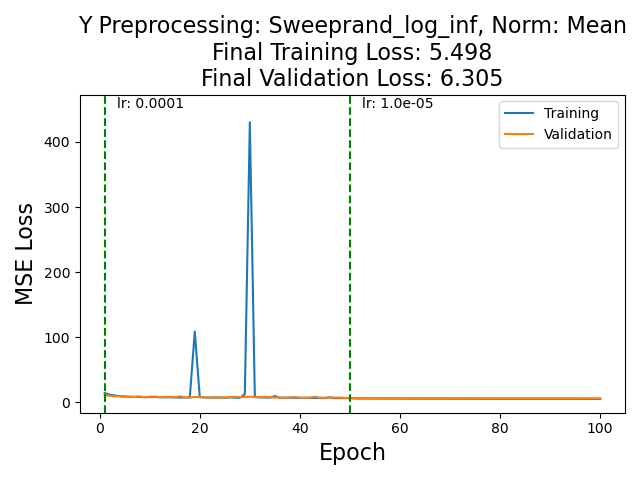 Y Preprocessing: Sweeprand_log_inf, Norm: Mean
Final Training Loss: 5.498
Final Validation Loss: 6.305
lr: 0.0001
lr: 1.0e-05
Training
Validation
400
300
200
100
0
MSE Loss
0
20
40
60
80
100
Epoch